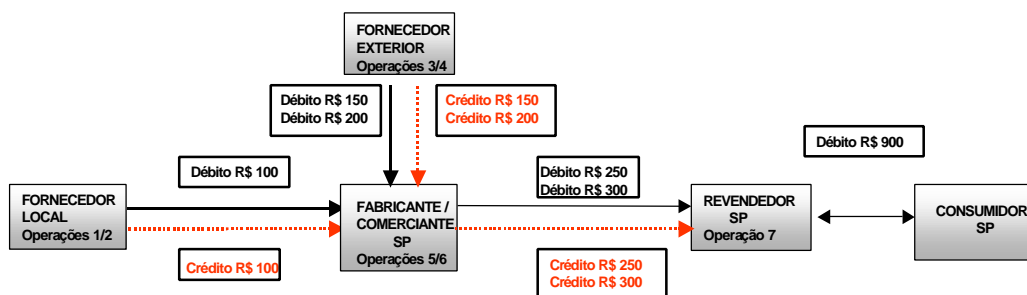 FORNECEDOR
EXTERIOR
Operações 3/4
Débito R$ 150
Débito R$ 200
Crédito R$ 150
Crédito R$ 200
Débito R$ 900
Débito R$ 100
Débito R$ 250
Débito R$ 300
FORNECEDOR
LOCAL
Operações 1/2
FABRICANTE /
COMERCIANTE
SP
Operações 5/6
REVENDEDOR
SP
Operação 7
CONSUMIDOR
SP
Crédito R$ 100
Crédito R$ 250
Crédito R$ 300